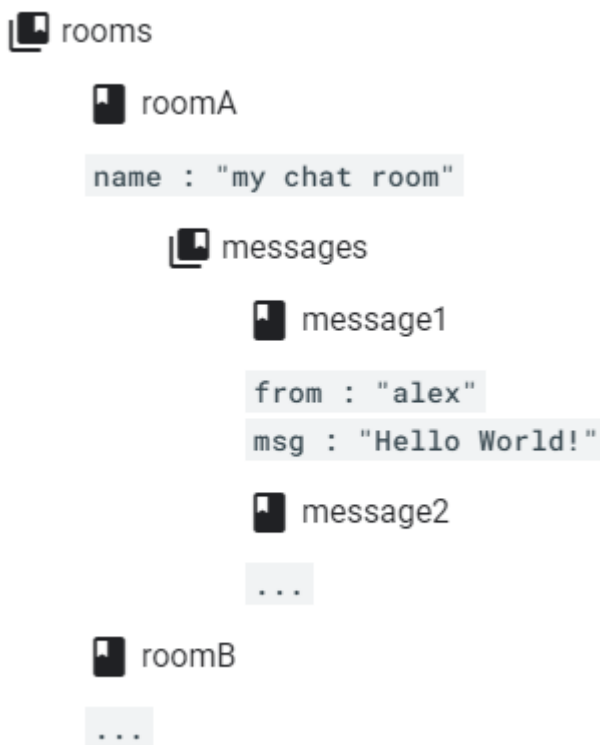 rooms
roomA
name : "my chat room"
messages
message1
from : "alex"
msg : "Hello World!"
message2
...
roomB
...